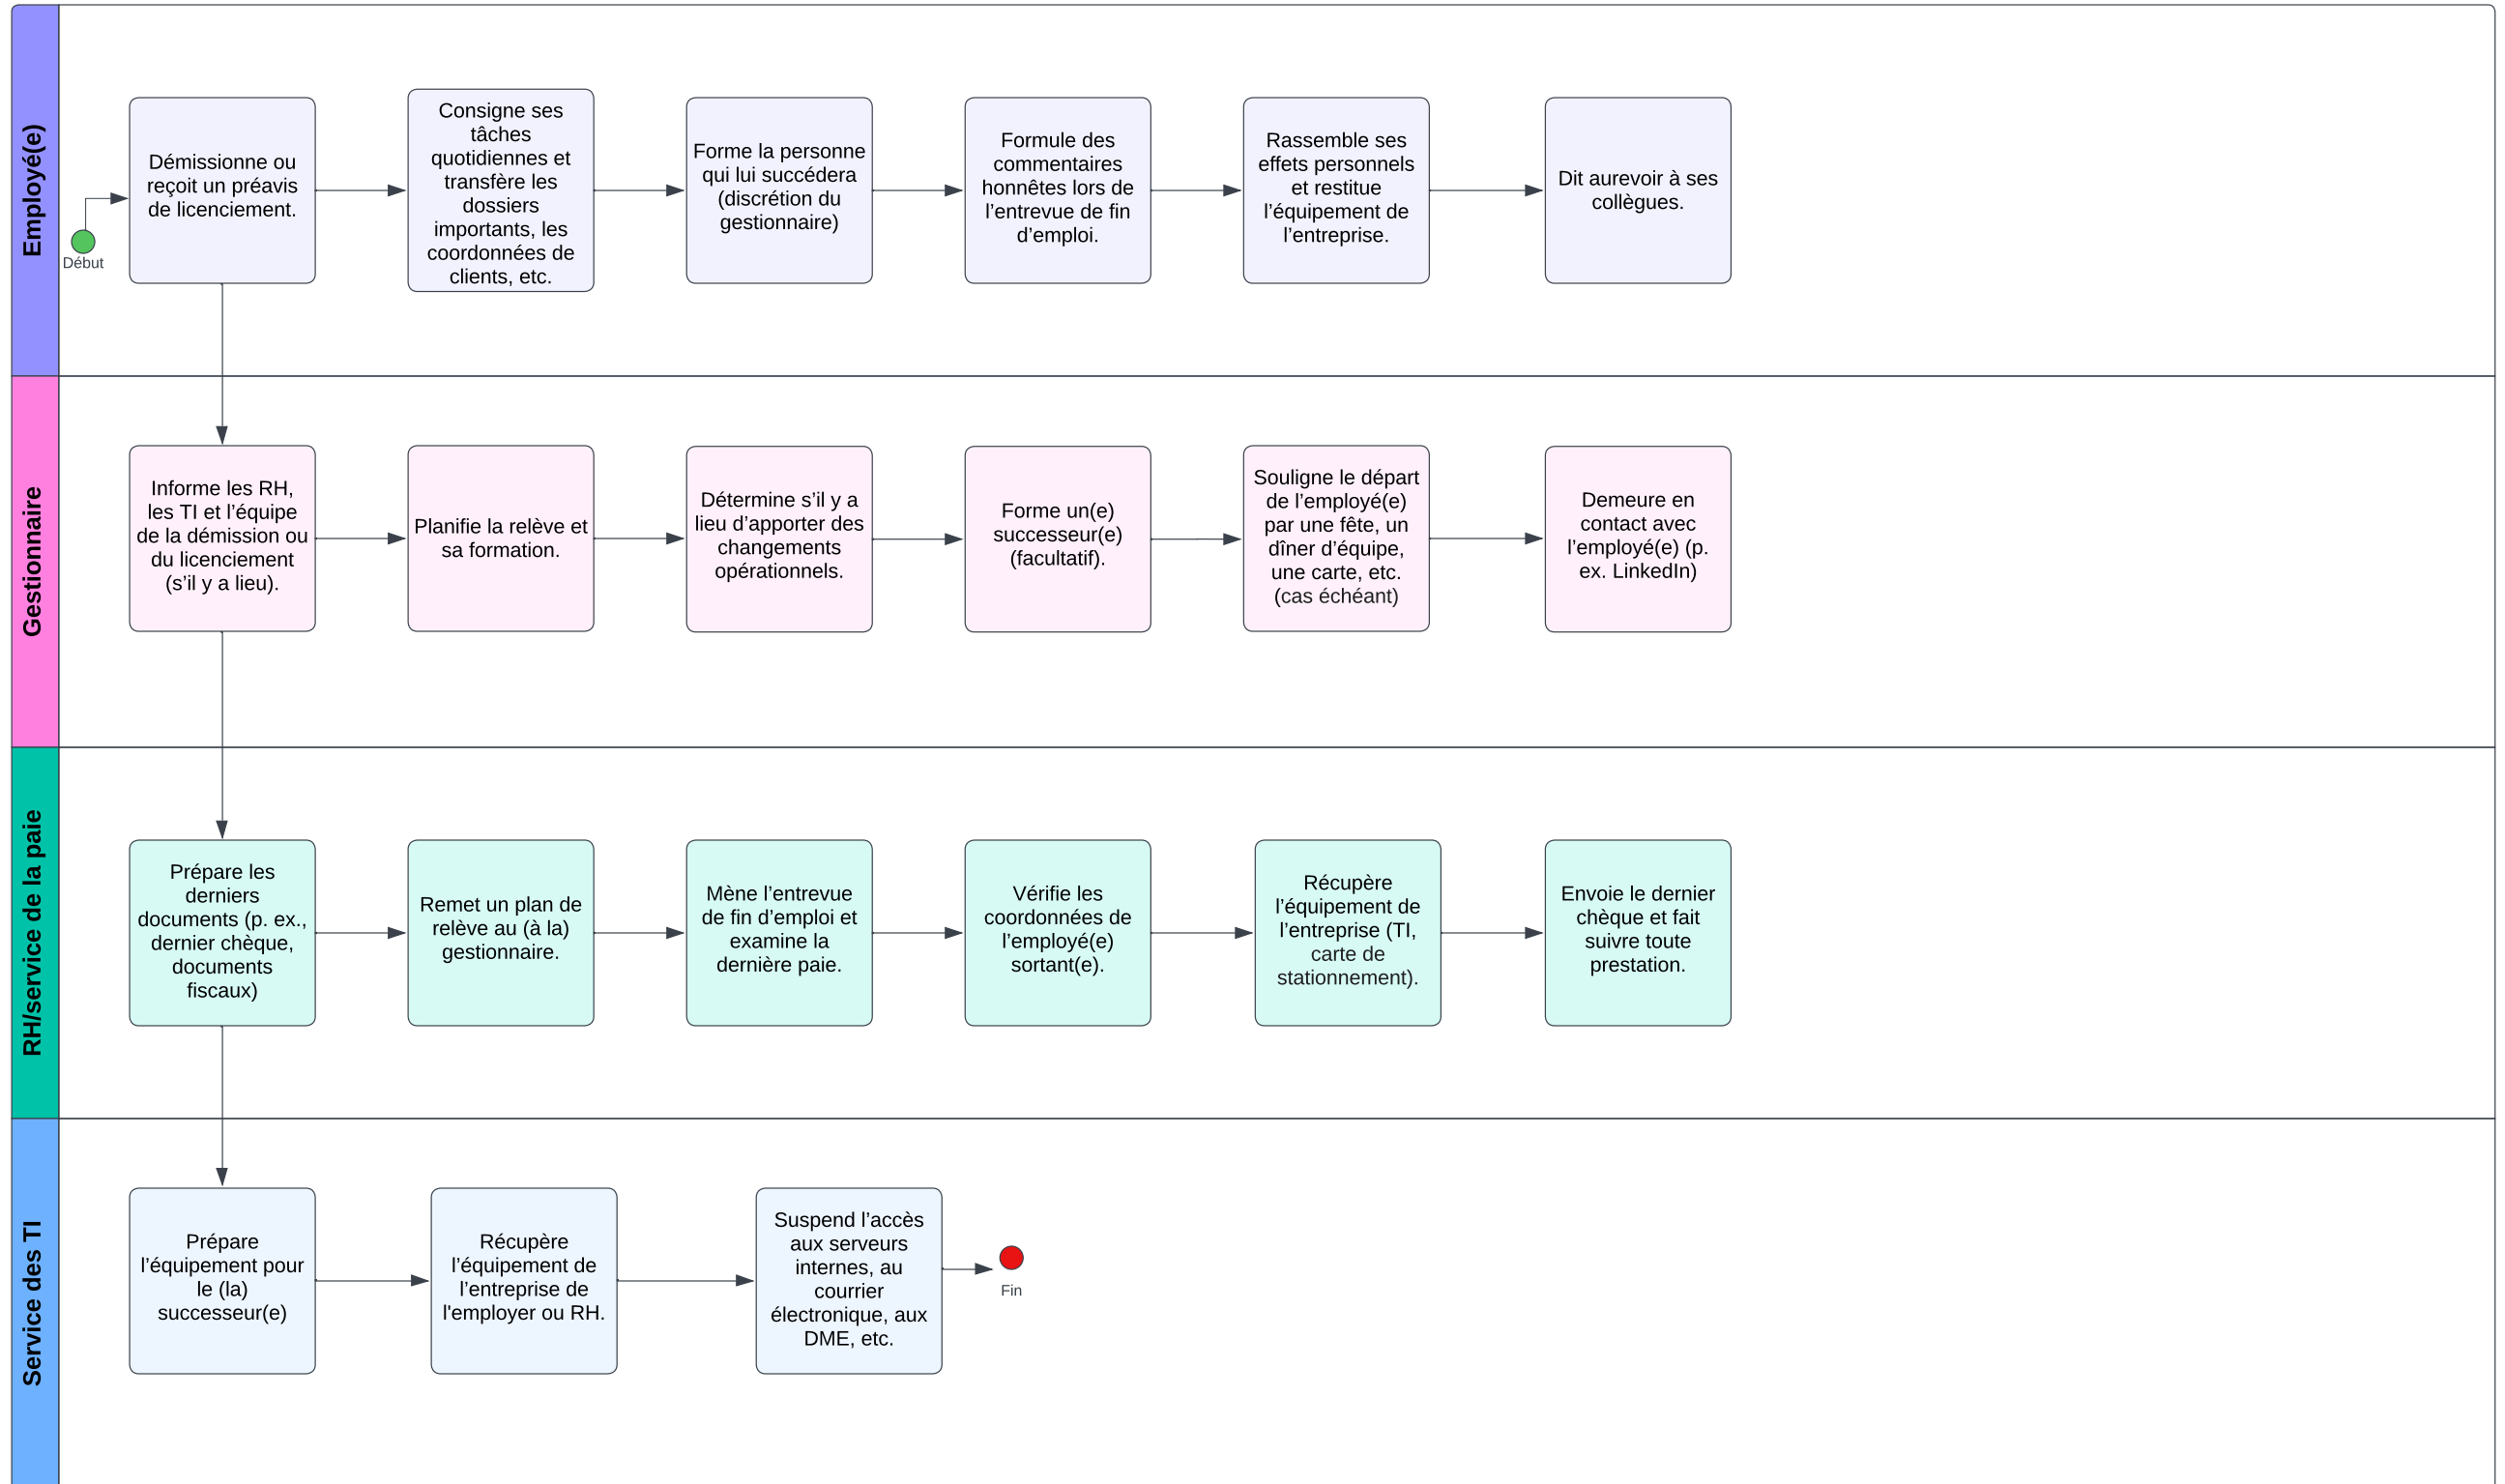 Employé(e)
Début
Démissionne ou
reçoit un préavis
de licenciement.
Consigne ses
tâches
quotidiennes et
transfère les
dossiers
importants, les
coordonnées de
clients, etc.
Forme la personne
qui lui succédera
(discrétion du
gestionnaire)
Formule des
commentaires
honnêtes lors de
l’entrevue de fin
d’emploi.
Rassemble ses
effets personnels
et restitue
l’équipement de
l’entreprise.
Dit aurevoir à ses
collègues.
Gestionnaire
Informe les RH,
les TI et l’équipe
de la démission ou
du licenciement
(s’il y a lieu).
Planifie la relève et
sa formation.
Détermine s’il y a
lieu d’apporter des
changements
opérationnels.
Forme un(e)
successeur(e)
(facultatif).
Souligne le départ
de l’employé(e)
par une fête, un
dîner d’équipe,
une carte, etc.
(cas échéant)
Demeure en
contact avec
l’employé(e) (p.
ex. LinkedIn)
RH/service de la paie
Prépare les
derniers
documents (p. ex.,
dernier chèque,
documents
fiscaux)
Remet un plan de
relève au (à la)
gestionnaire.
Mène l’entrevue
de fin d’emploi et
examine la
dernière paie.
Vérifie les
coordonnées de
l’employé(e)
sortant(e).
Récupère
l’équipement de
l’entreprise (TI,
carte de
stationnement).
Envoie le dernier
chèque et fait
suivre toute
prestation.
Service des TI
Prépare
l’équipement pour
le (la)
successeur(e)
Récupère
l’équipement de
l’entreprise de
l'employer ou RH.
Suspend l’accès
aux serveurs
internes, au
courrier
électronique, aux
DME, etc.
Fin